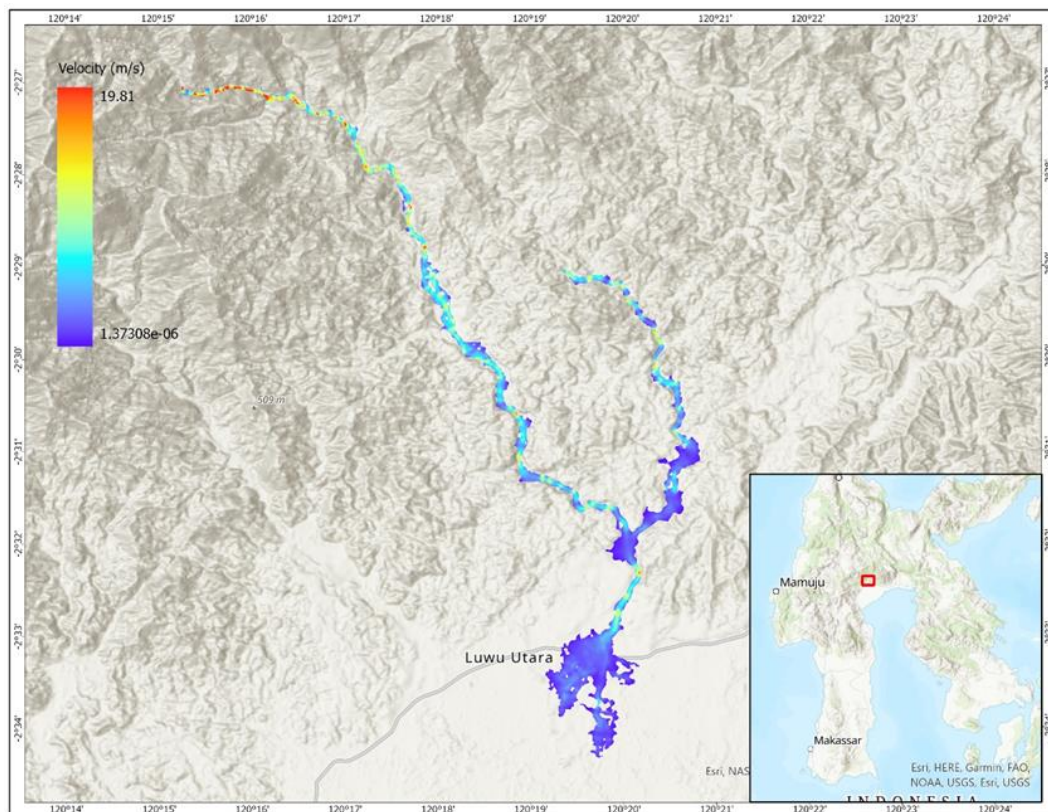 120°14' 120°15' 120°16' 120°17' 120°18' 120°19' 120°20' 120°21' 120°22' 120°23' 120°24'
Velocity (m/s)
19.81
1.37308e-06
-2°27'
-2°28'
-2°29'
-2°30'
-2°31'
-2°32'
-2°33'
-2°34'
509 m
Luwu Utara
Esri, NAS
Mamuju
Makassar
Esri, HERE, Garmin, FAO,
NOAA, USGS, Esri, USGS
INDONESIA
120°14' 120°15' 120°16' 120°17' 120°18' 120°19' 120°20' 120°21' 120°22' 120°23' 120°24'